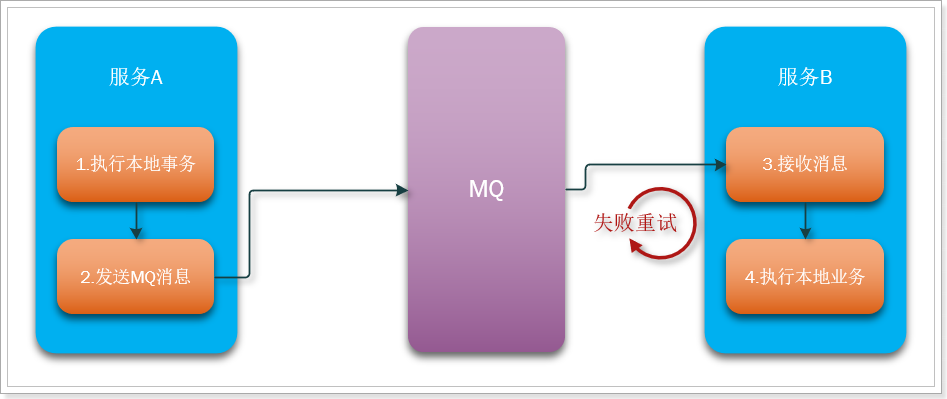 服务A
1.执行本地事务
2.发送MQ消息
MQ
失败重试
服务B
3.接收消息
4.执行本地业务